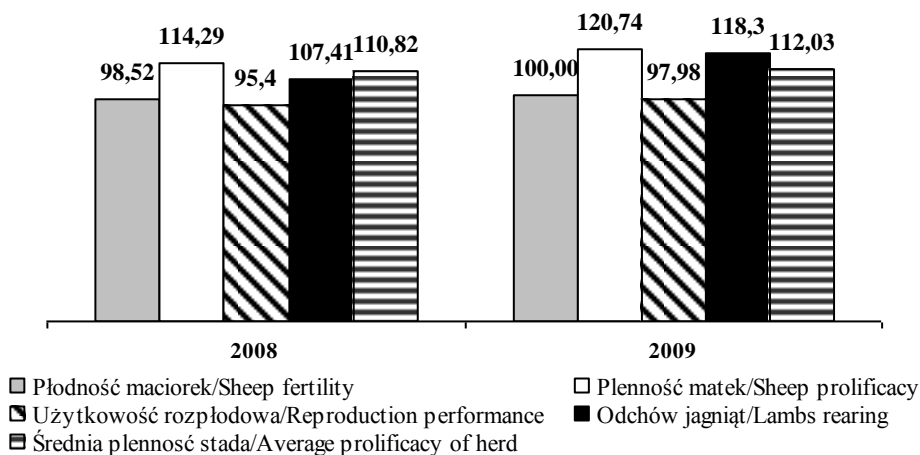 98,52
114,29
95,4
107,41
110,82
100,00
120,74
97,98
118,3
112,03
2008
2009
Płodność maciorek/Sheep fertility
Plenność matek/Sheep prolificacy
Użytkowość rozpłodowa/Reproduction performance
Odchów jagniąt/Lambs rearing
Średnia plenność stada/Average prolificacy of herd